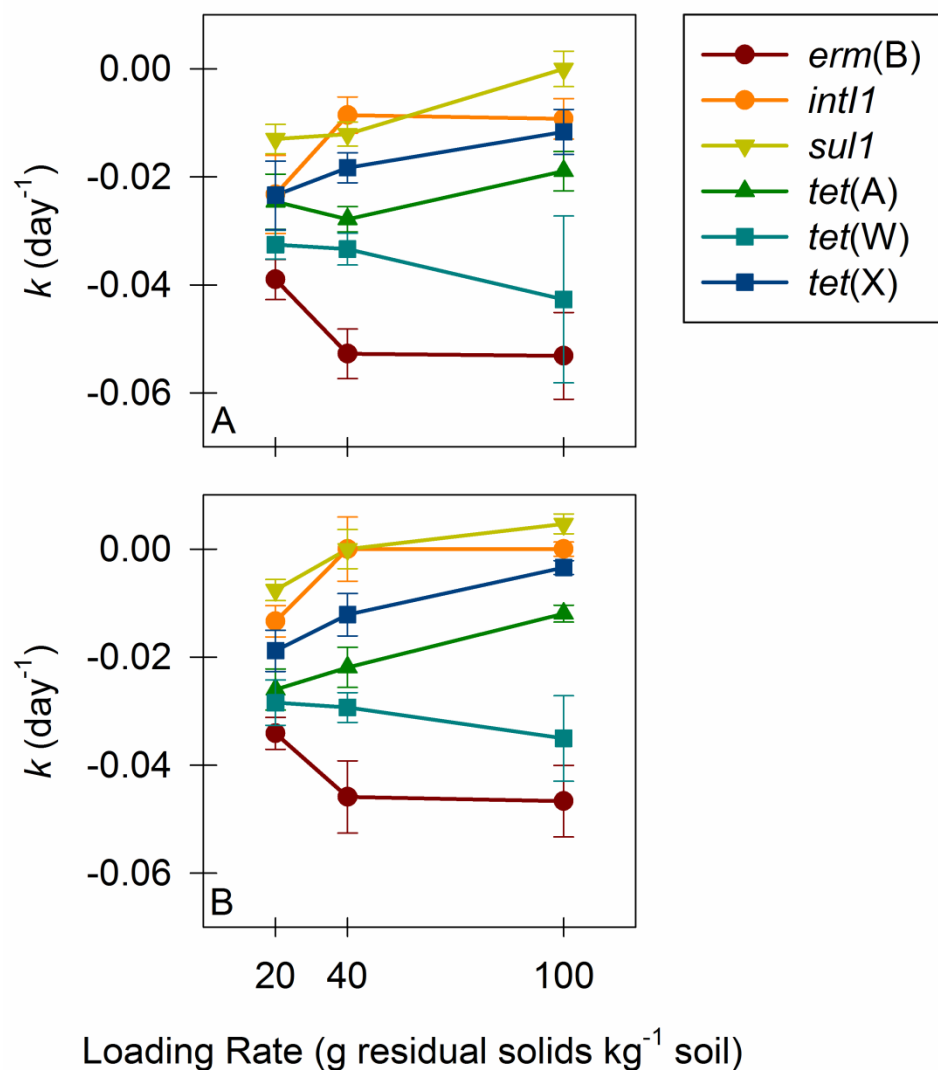 0.00
-0.02
-0.04
-0.06
k (day⁻¹)
A
erm(B)
intI1
sul1
tet(A)
tet(W)
tet(X)
0.00
-0.02
-0.04
-0.06
k (day⁻¹)
B
20 40 100
Loading Rate (g residual solids kg⁻¹ soil)